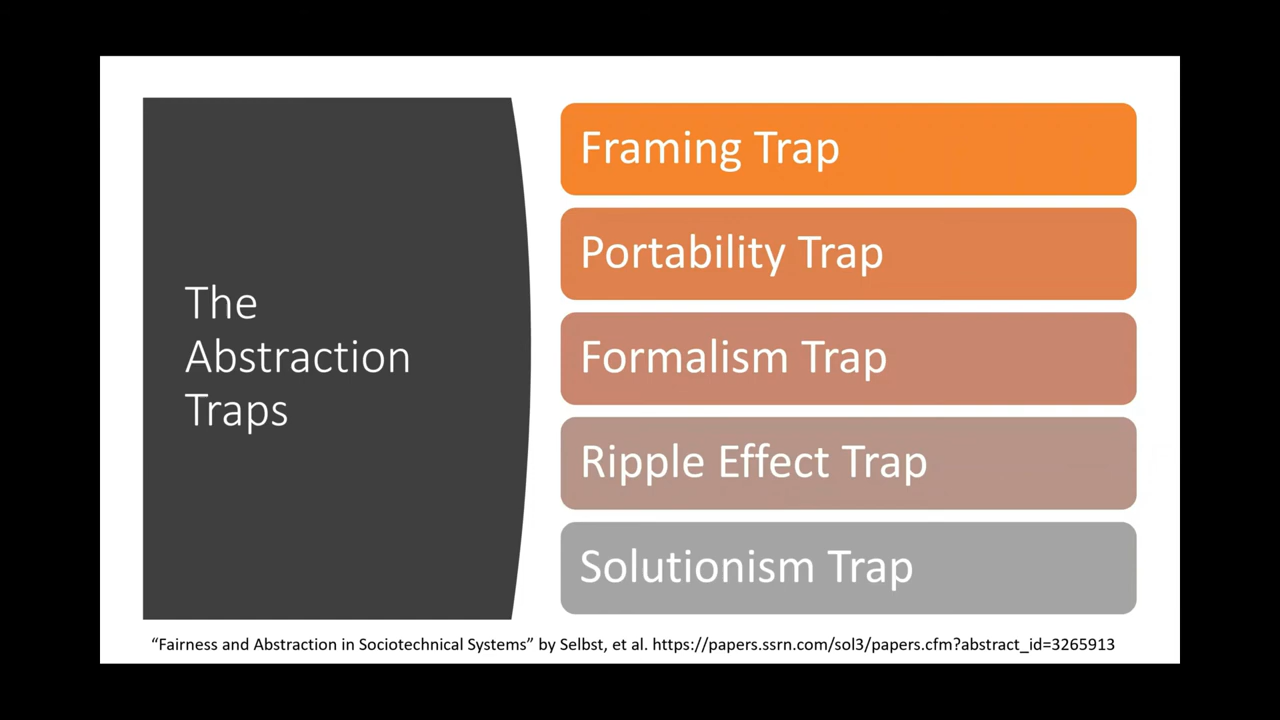 The
Abstraction
Traps
Framing Trap
Portability Trap
Formalism Trap
Ripple Effect Trap
Solutionism Trap
“Fairness and Abstraction in Sociotechnical Systems” by Selbst, et al. https://papers.ssrn.com/sol3/papers.cfm?abstract_id=3265913